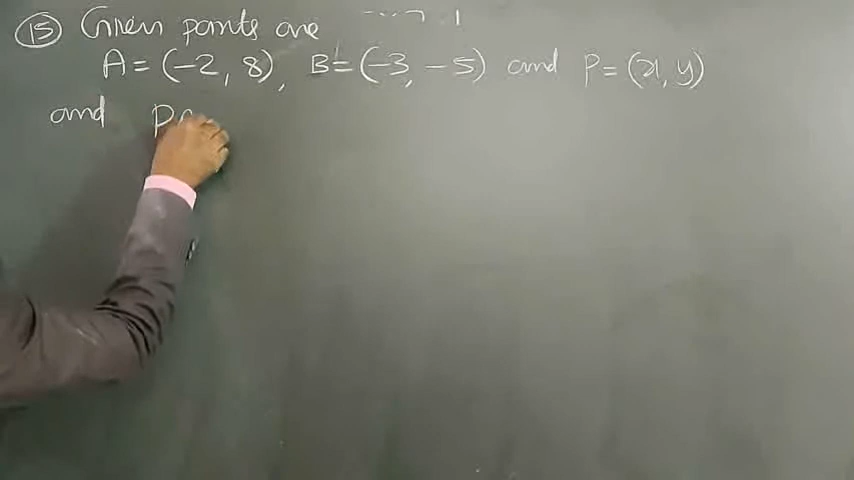 (15) Given points are
A = (-2, 8), B = (-3, -5) and P = (x, y)
and